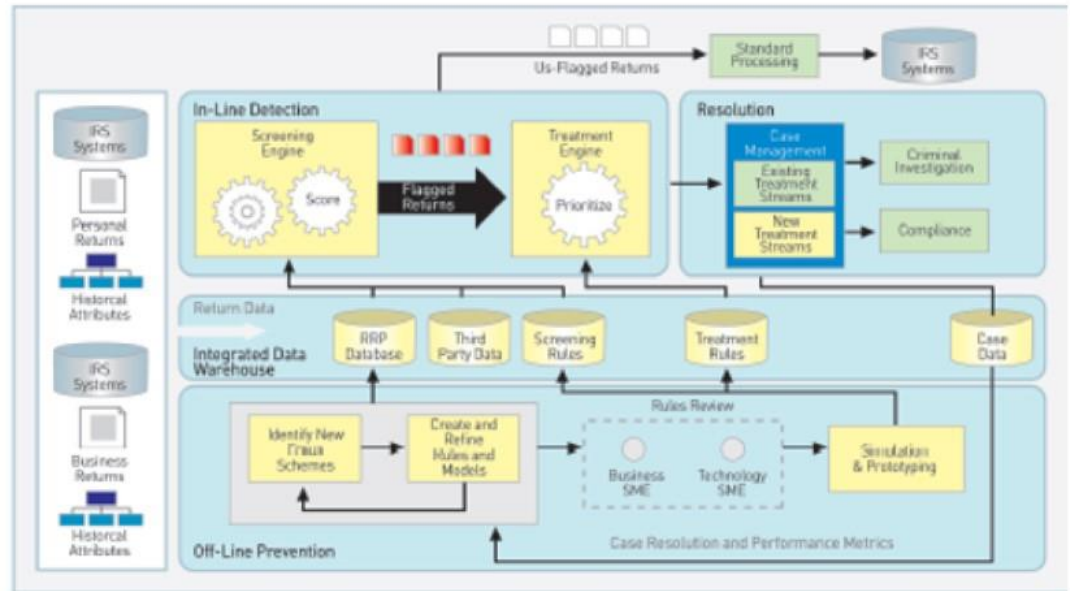 Us-Flagged Returns
Standard
Processing
IRS
Systems
IRS
Systems
Personal
Returns
Historcal
Attributes
IRS
Systems
Business
Returns
Historcal
Attributes
In-Line Detection
Screening
Engine
Score
Flagged
Returns
Treatment
Engine
Prioritize
Resolution
Case
Management
Existing
Treatment
Streams
New
Treatment
Streams
Criminal
Investigation
Compliance
Return Data
Integrated Data
Warehouse
RRP
Database
Third
Party Data
Screening
Rules
Treatment
Rules
Case
Data
Identify New
Fraud
Schemes
Create and
Refine
Rules and
Models
Rules Review
Business
SME
Technology
SME
Simulation
& Prototyping
Off-Line Prevention
Case Resolution and Performance Metrics